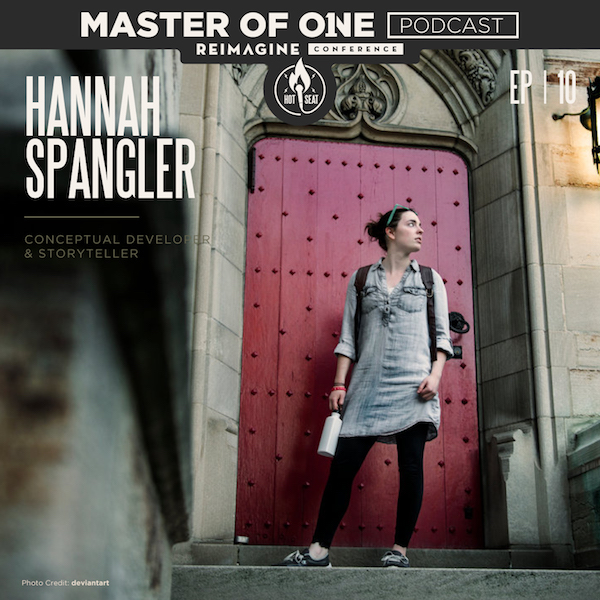 MASTER OF ONE PODCAST
REIMAGINE CONFERENCE
HOT SEAT
HANNAH
SPANGLER
EP | 10
CONCEPTUAL DEVELOPER
& STORYTELLER
Photo Credit: deviantart